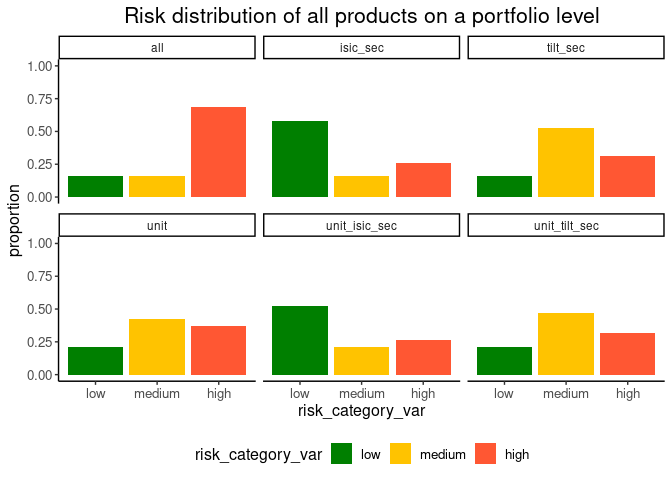 Risk distribution of all products on a portfolio level
all isic_sec tilt_sec
1.00
0.75
0.50
0.25
0.00
unit unit_isic_sec unit_tilt_sec
1.00
0.75
0.50
0.25
0.00
proportion
low medium high low medium high low medium high
risk_category_var
risk_category_var low medium high